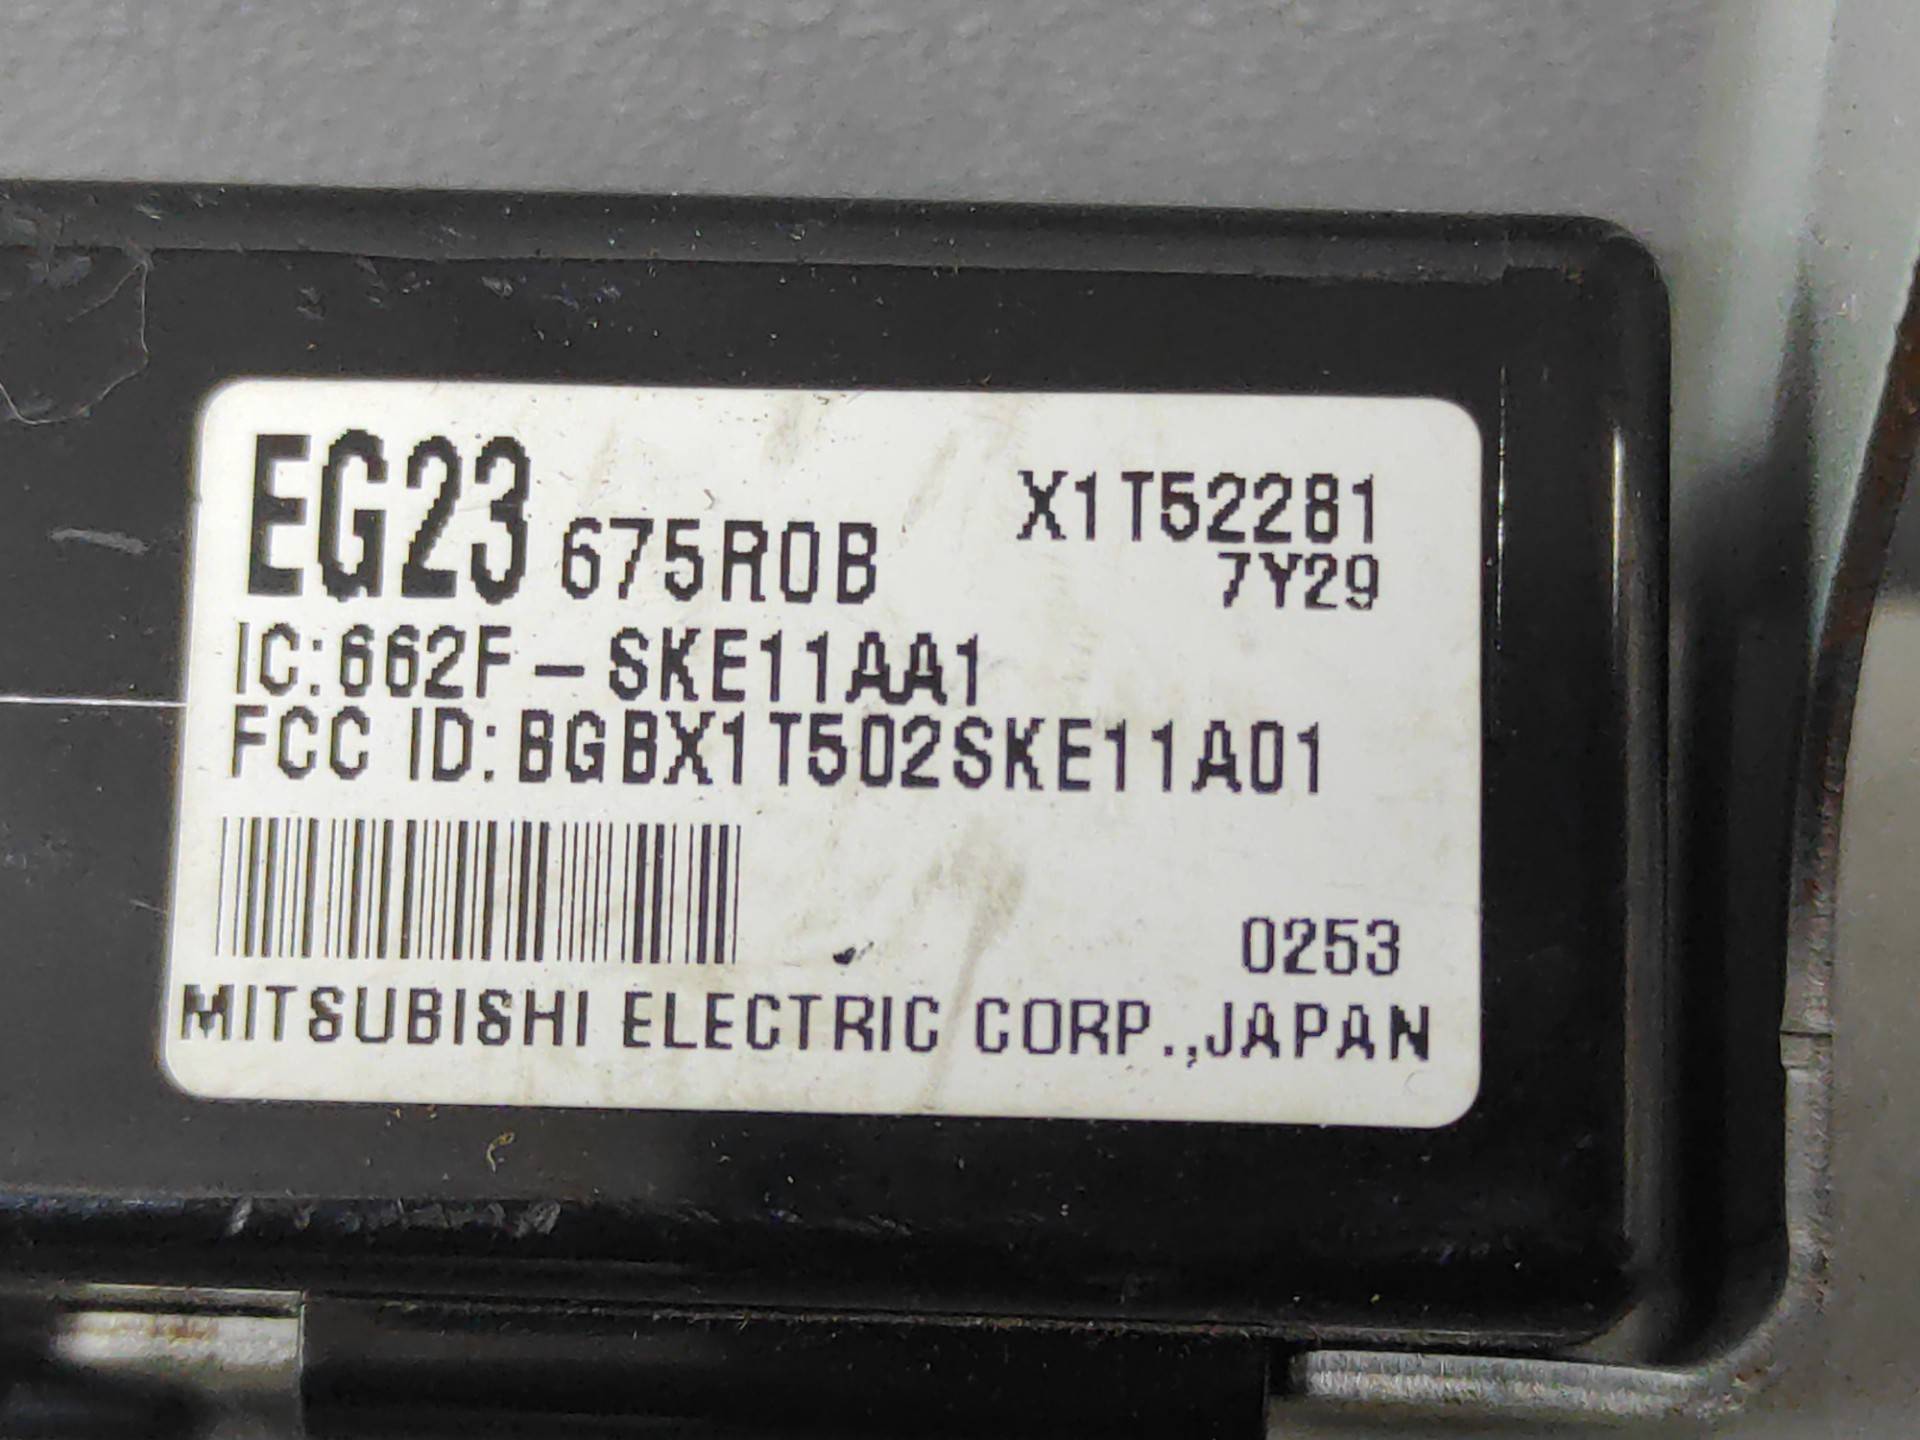 EG23 675R0B X1T52281
7Y29
IC:662F-SKE11AA1
FCC ID:BGBX1T502SKE11A01
0253
MITSUBISHI ELECTRIC CORP.,JAPAN